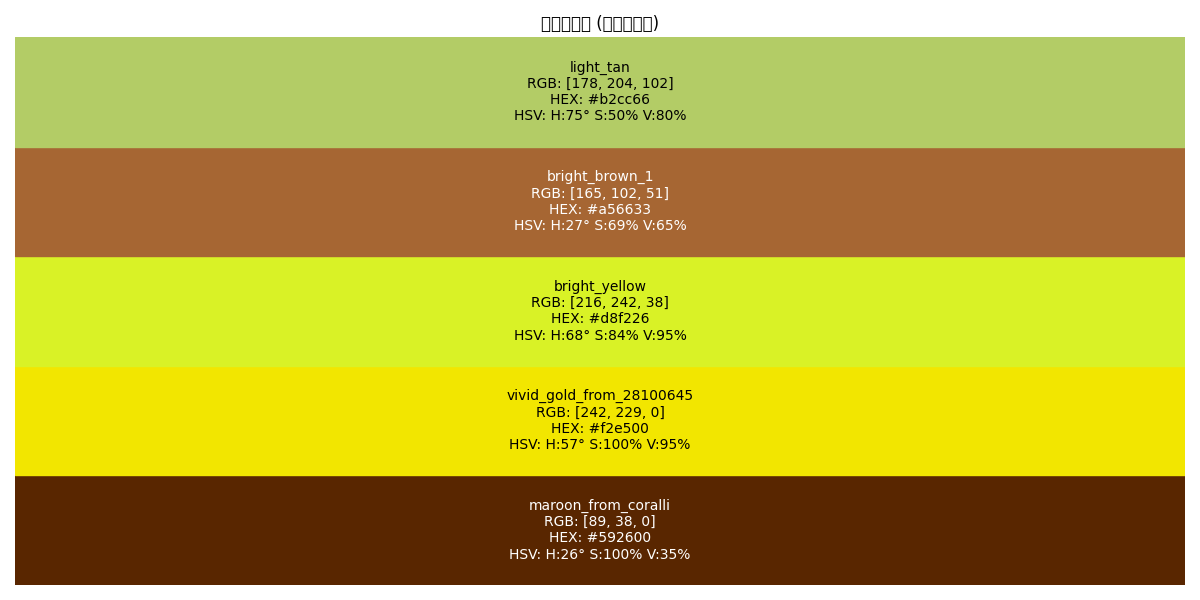 light_tan
RGB: [178, 204, 102]
HEX: #b2cc66
HSV: H:75° S:50% V:80%
bright_brown_1
RGB: [165, 102, 51]
HEX: #a56633
HSV: H:27° S:69% V:65%
bright_yellow
RGB: [216, 242, 38]
HEX: #d8f226
HSV: H:68° S:84% V:95%
vivid_gold_from_28100645
RGB: [242, 229, 0]
HEX: #f2e500
HSV: H:57° S:100% V:95%
maroon_from_coralli
RGB: [89, 38, 0]
HEX: #592600
HSV: H:26° S:100% V:35%